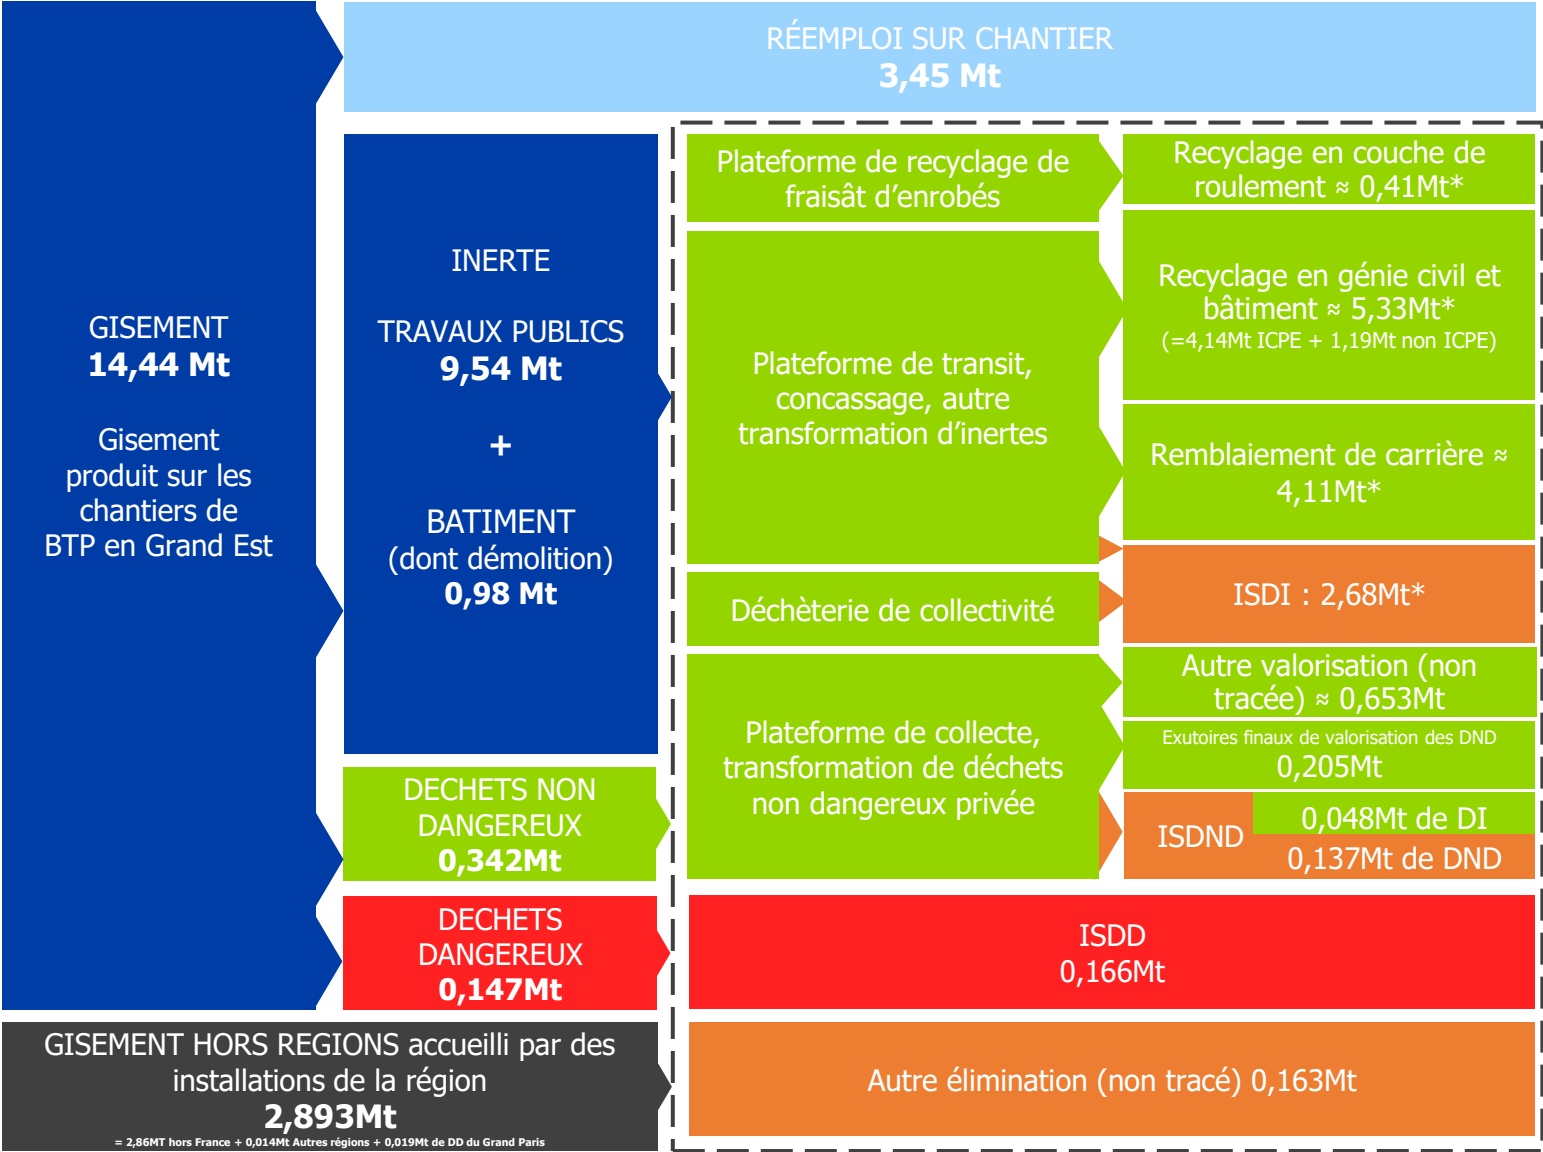 RÉEMPLOI SUR CHANTIER
3,45 Mt
GISEMENT
14,44 Mt
Gisement
produit sur les
chantiers de
BTP en Grand Est
INERTE
TRAVAUX PUBLICS
9,54 Mt
+
BATIMENT
(dont démolition)
0,98 Mt
DECHETS NON
DANGEREUX
0,342Mt
DECHETS
DANGEREUX
0,147Mt
Plateforme de recyclage de
fraisât d’enrobés
Plateforme de transit,
concassage, autre
transformation d’inertes
Déchèterie de collectivité
Plateforme de collecte,
transformation de déchets
non dangereux privée
Recyclage en couche de
roulement ≈ 0,41Mt*
Recyclage en génie civil et
bâtiment ≈ 5,33Mt*
(=4,14Mt ICPE + 1,19Mt non ICPE)
Remblaiement de carrière ≈
4,11Mt*
ISDI : 2,68Mt*
Autre valorisation (non
tracée) ≈ 0,653Mt
Exutoires finaux de valorisation des DND
0,205Mt
ISDND
0,048Mt de DI
0,137Mt de DND
ISDD
0,166Mt
GISEMENT HORS REGIONS accueilli par des
installations de la région
2,893Mt
= 2,86MT hors France + 0,014Mt Autres régions + 0,019Mt de DD du Grand Paris
Autre élimination (non tracé) 0,163Mt